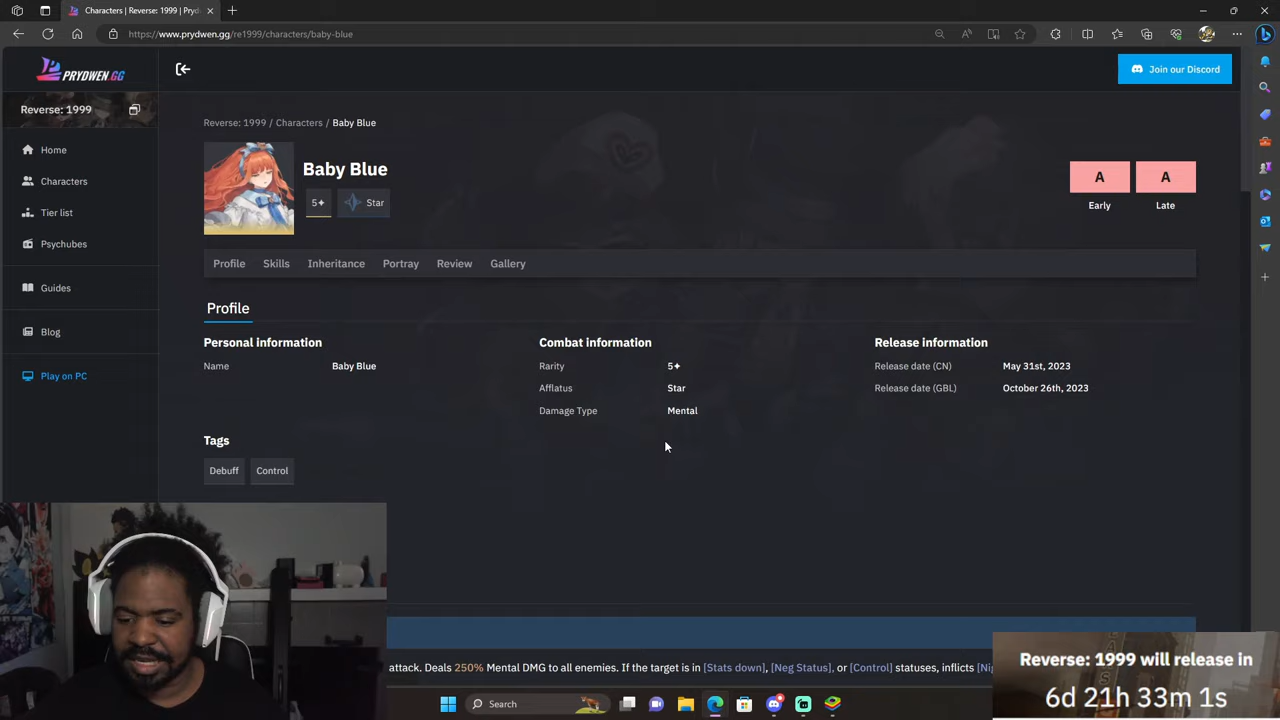 Characters | Reverse: 1999 | Pryd
https://www.prydwen.gg/re1999/characters/baby-blue
PRYDWEN.GG
Join our Discord
Reverse: 1999
Home
Characters
Tier list
Psychubes
Guides
Blog
Play on PC
Reverse: 1999 / Characters / Baby Blue
Baby Blue
5✦
Star
A
A
Early
Late
Profile
Skills
Inheritance
Portray
Review
Gallery
Profile
Personal information
Name
Baby Blue
Combat information
Rarity
5✦
Afflatus
Star
Damage Type
Mental
Release information
Release date (CN)
May 31st, 2023
Release date (GBL)
October 26th, 2023
Tags
Debuff
Control
attack. Deals 250% Mental DMG to all enemies. If the target is in [Stats down], [Neg Status], or [Control] statuses, inflicts
Reverse: 1999 will release in
6d 21h 33m 1s
Search